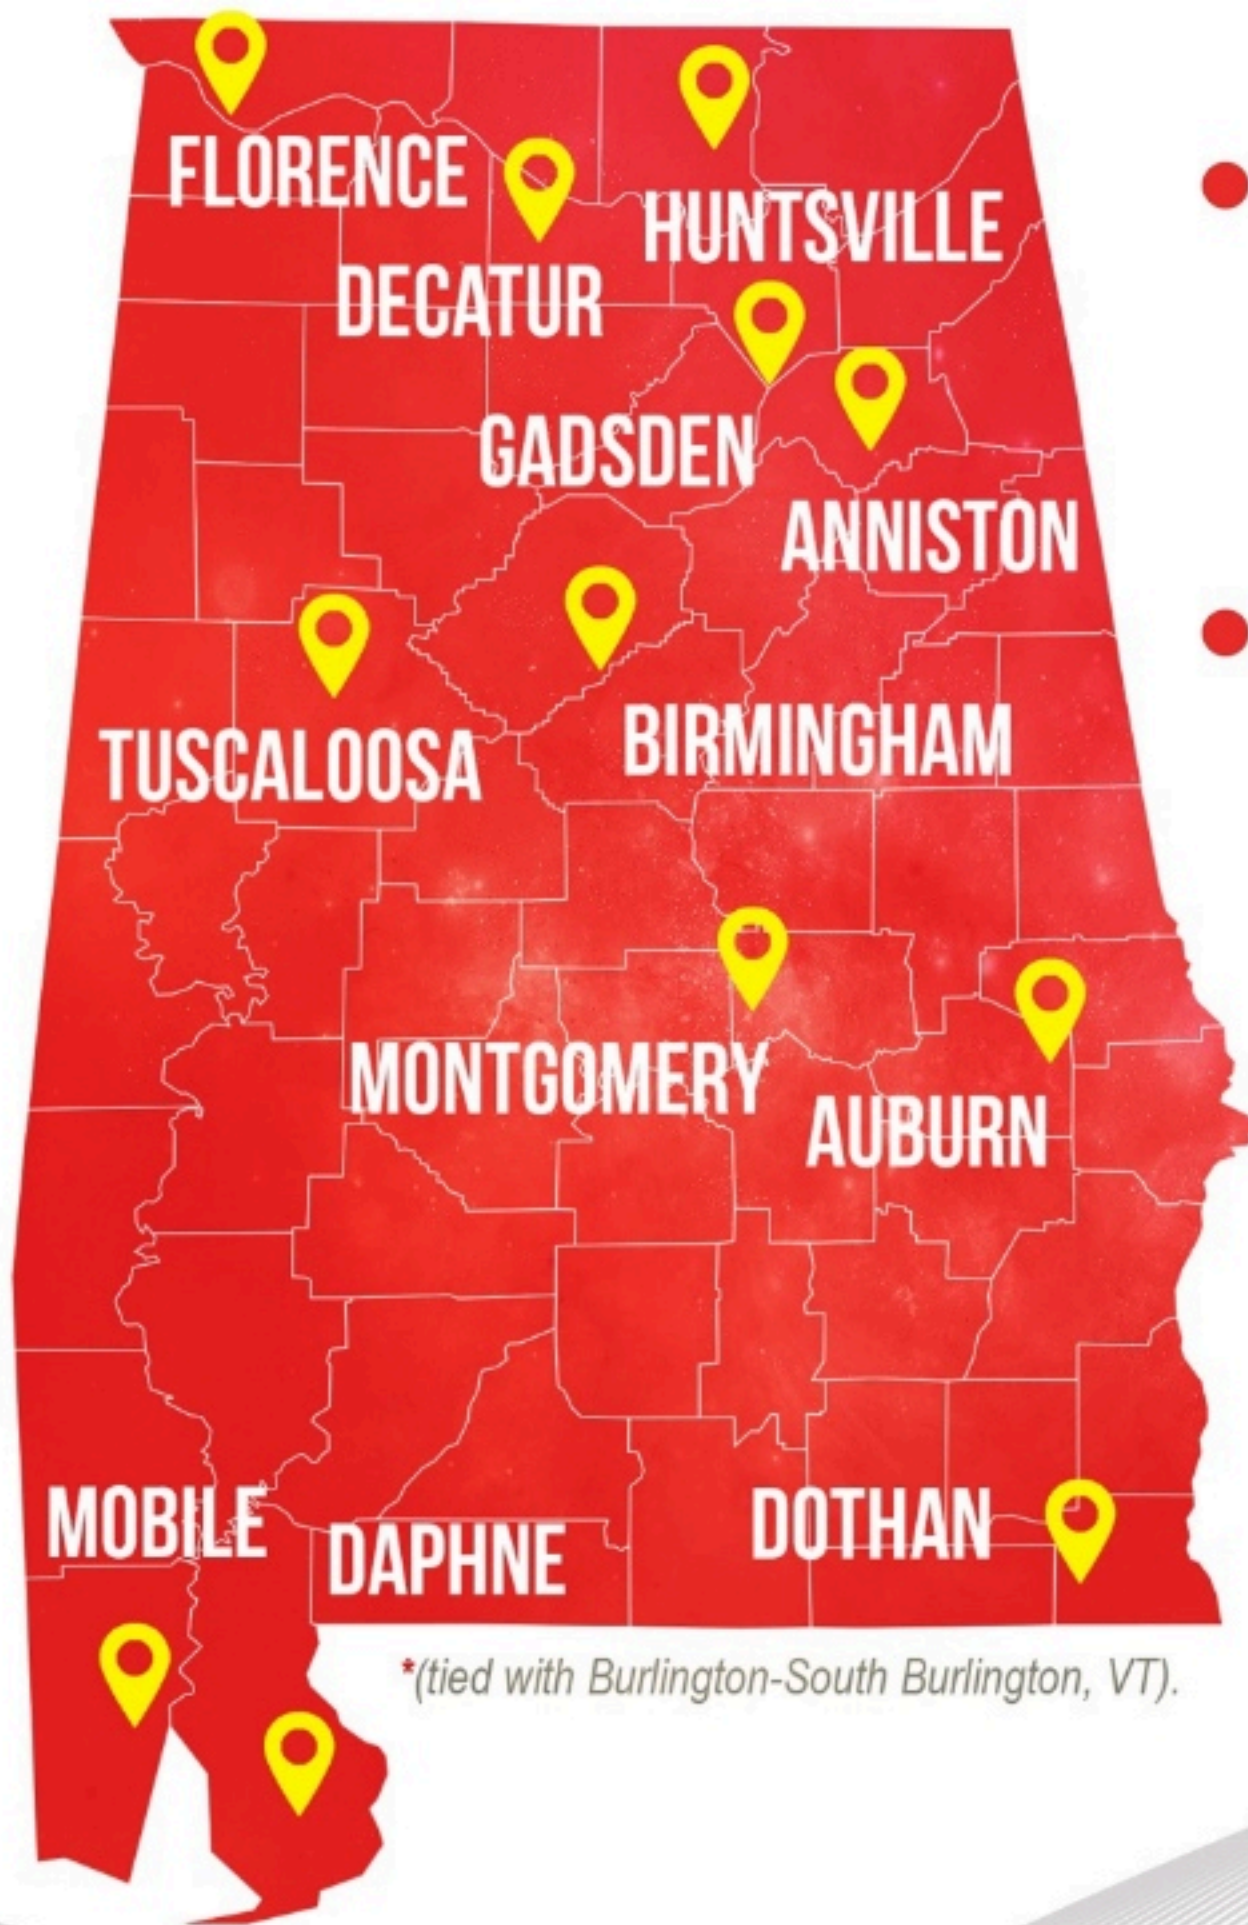 FLORENCE
HUNTSVILLE
DECATUR
GADSDEN
ANNISTON
BIRMINGHAM
TUSCALOOSA
MONTGOMERY
AUBURN
MOBILE
DAPHNE
DOTHAN
*(tied with Burlington-South Burlington, VT).